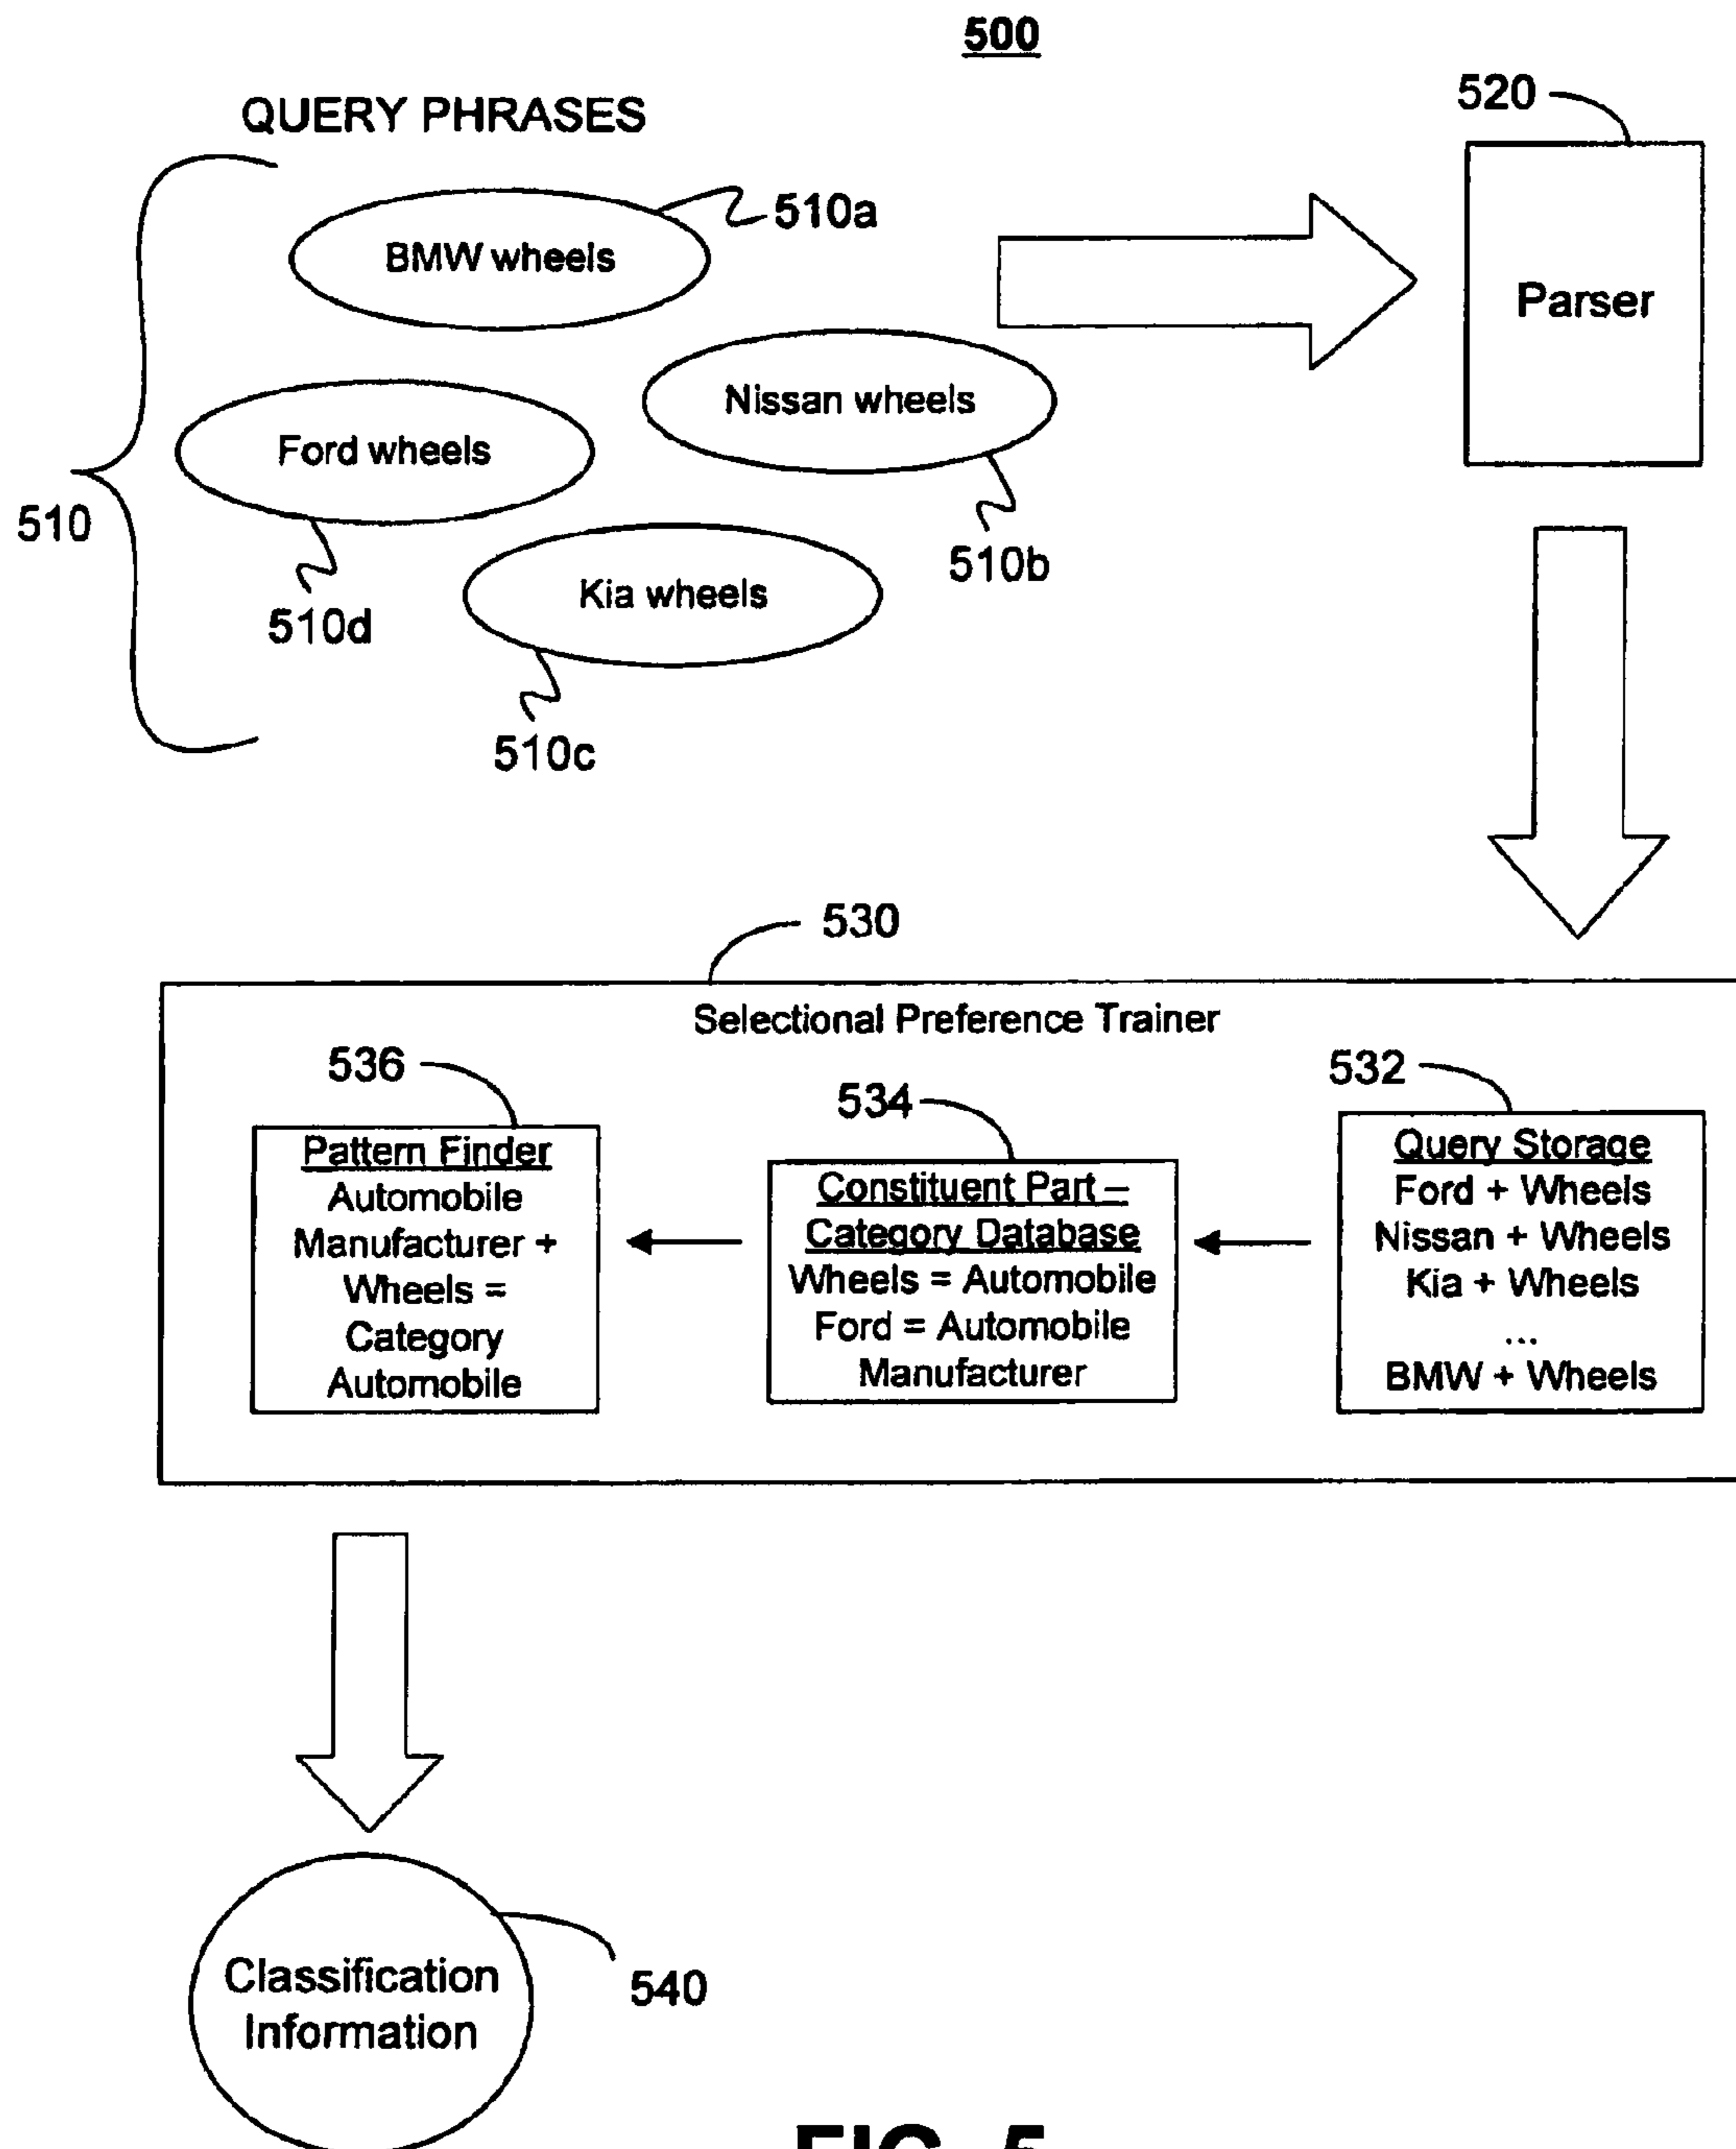 500
QUERY PHRASES
520
510a
BMW wheels
Parser
Nissan wheels
Ford wheels
510
510b
Kia wheels
510d
510c
530
Selectional Preference Trainer
536
534
532
Pattern Finder
Automobile
Manufacturer +
Wheels =
Category
Automobile
Constituent Part –
Category Database
Wheels = Automobile
Ford = Automobile
Manufacturer
Query Storage
Ford + Wheels
Nissan + Wheels
Kia + Wheels
...
BMW + Wheels
Classification
Information
540
FIG. 5